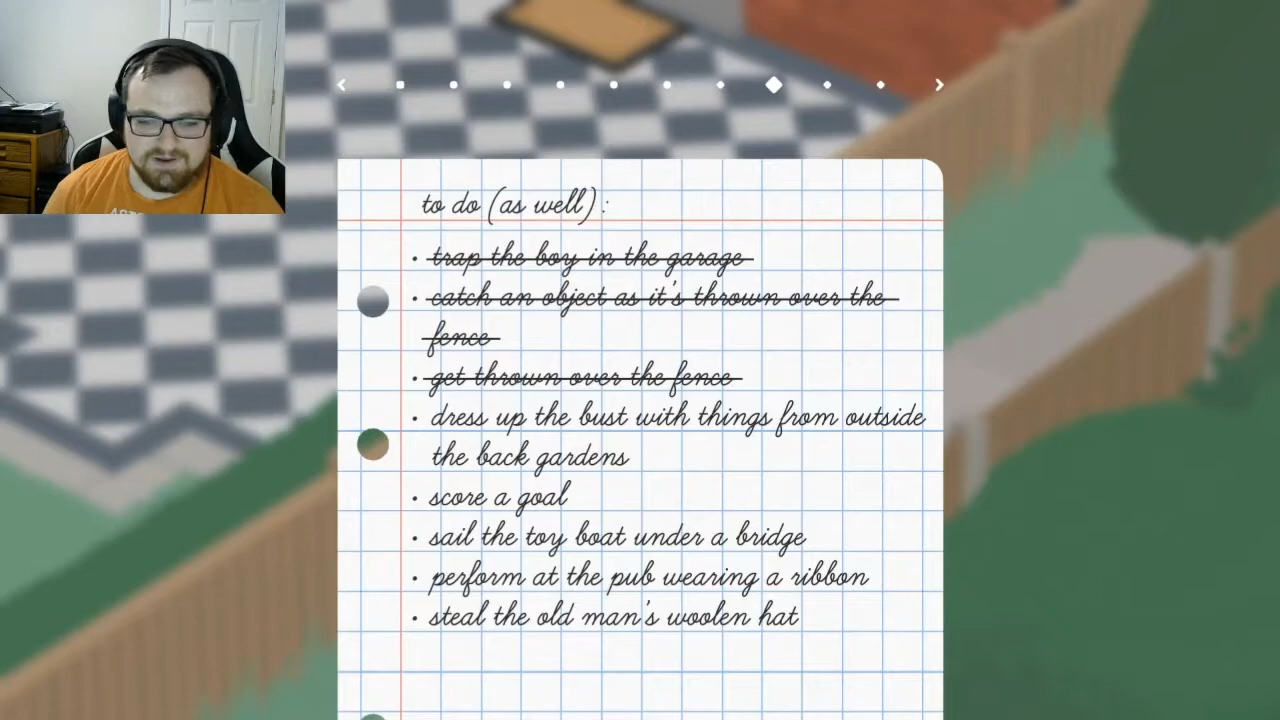 to do (as well) :
• trap the boy in the garage
• catch an object as it's thrown over the
fence
• get thrown over the fence
• dress up the bust with things from outside
the back gardens
• score a goal
• sail the toy boat under a bridge
• perform at the pub wearing a ribbon
• steal the old man's woolen hat